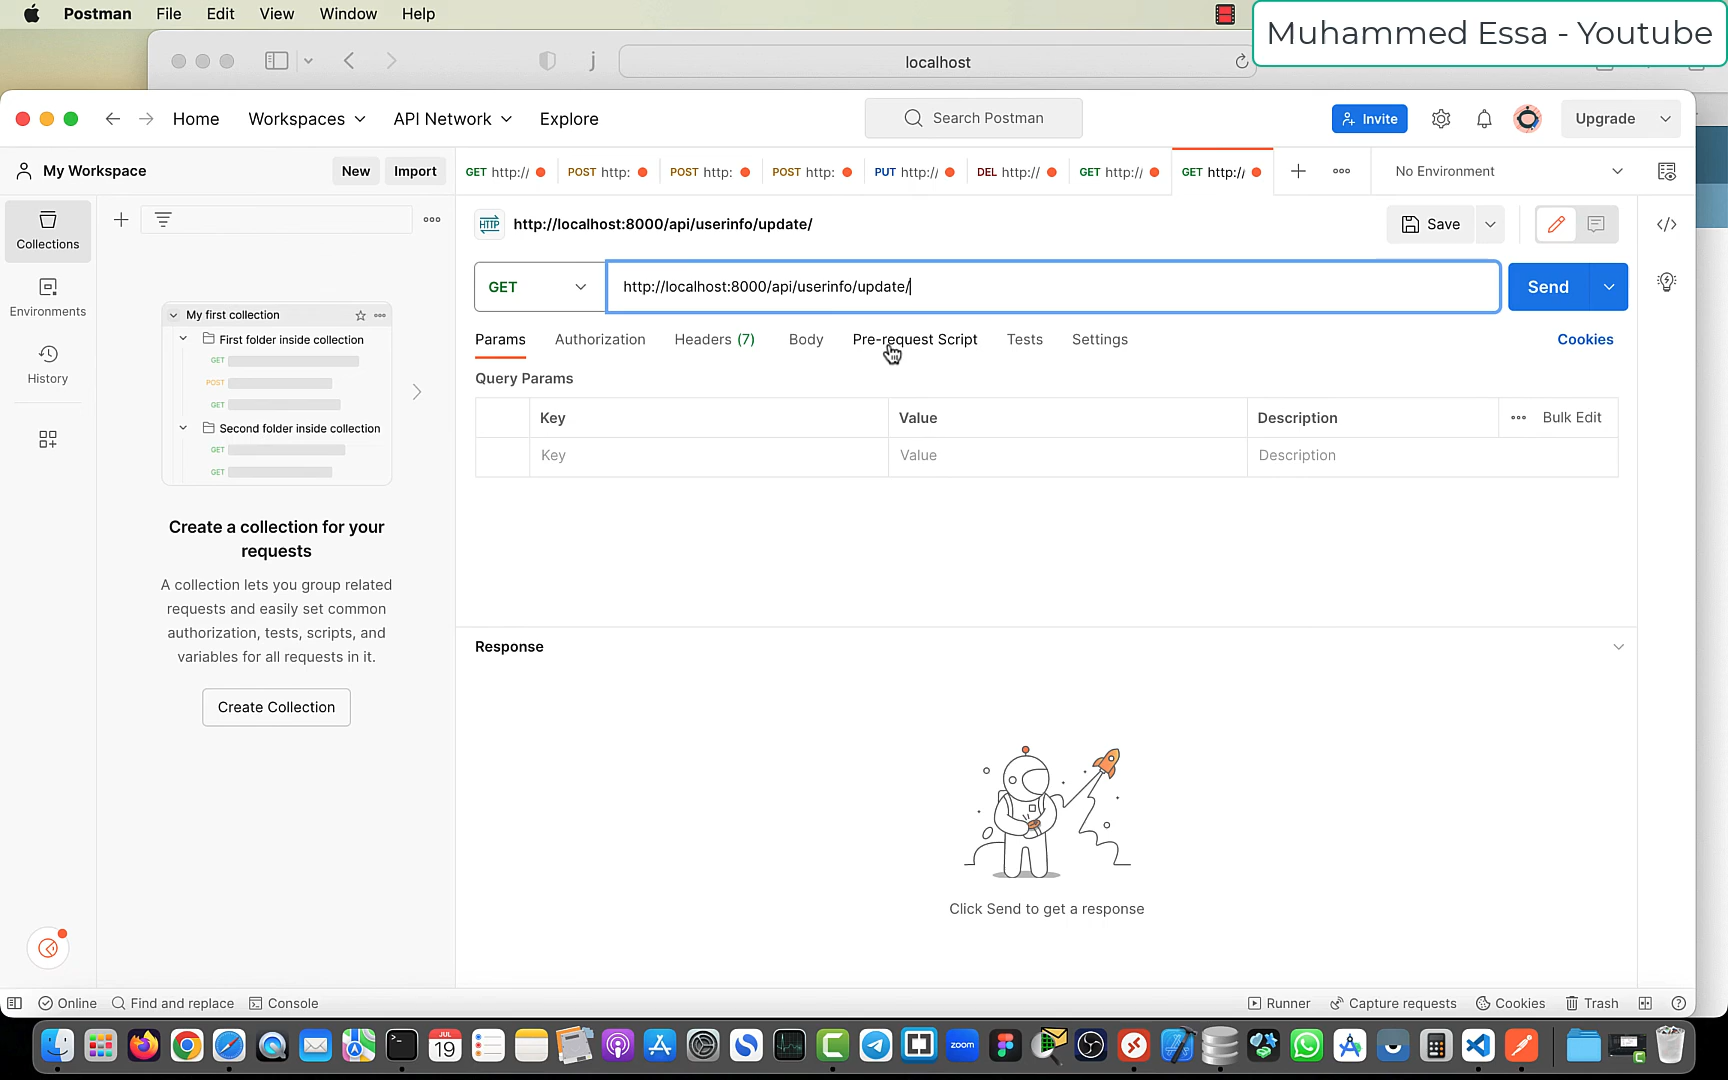 Postman File Edit View Window Help
Muhammed Essa - Youtube
localhost
Home Workspaces API Network Explore
Search Postman
Invite
Upgrade
My Workspace
New Import
GET http:// POST http: POST http: POST http: PUT http:// DEL http:// GET http:// GET http://
No Environment
Collections
Environments
History
http://localhost:8000/api/userinfo/update/
Save
GET
http://localhost:8000/api/userinfo/update/
Send
Params Authorization Headers (7) Body Pre-request Script Tests Settings
Cookies
Query Params
Key Value Description Bulk Edit
Key Value Description
My first collection
First folder inside collection
GET
POST
GET
Second folder inside collection
GET
GET
Create a collection for your
requests
A collection lets you group related
requests and easily set common
authorization, tests, scripts, and
variables for all requests in it.
Create Collection
Response
Click Send to get a response
Online Find and replace Console
Runner Capture requests Cookies Trash
JUL
19
zoom